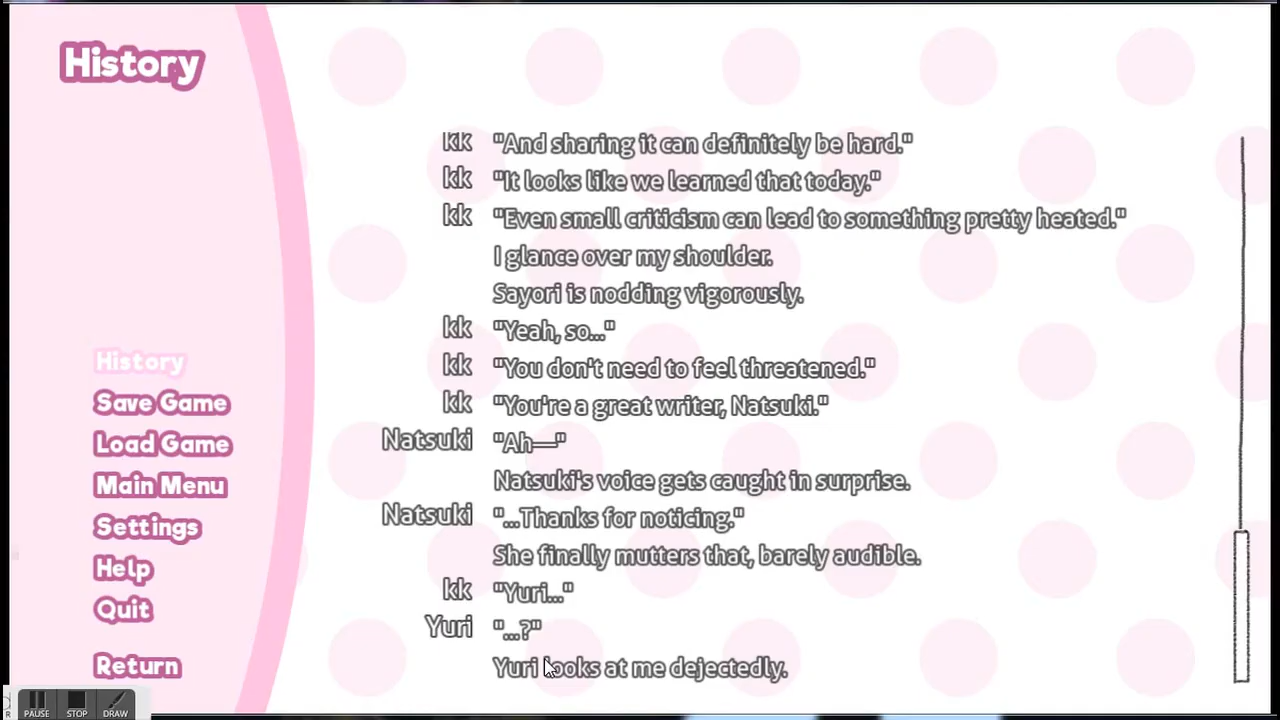 History
kk "And sharing it can definitely be hard."
kk "It looks like we learned that today."
kk "Even small criticism can lead to something pretty heated."
I glance over my shoulder.
Sayori is nodding vigorously.
kk "Yeah, so..."
kk "You don't need to feel threatened."
kk "You're a great writer, Natsuki."
Natsuki "Ah—"
Natsuki's voice gets caught in surprise.
Natsuki "...Thanks for noticing."
She finally mutters that, barely audible.
kk "Yuri..."
Yuri "...?"
Yuri looks at me dejectedly.
History
Save Game
Load Game
Main Menu
Settings
Help
Quit
Return
PAUSE STOP DRAW